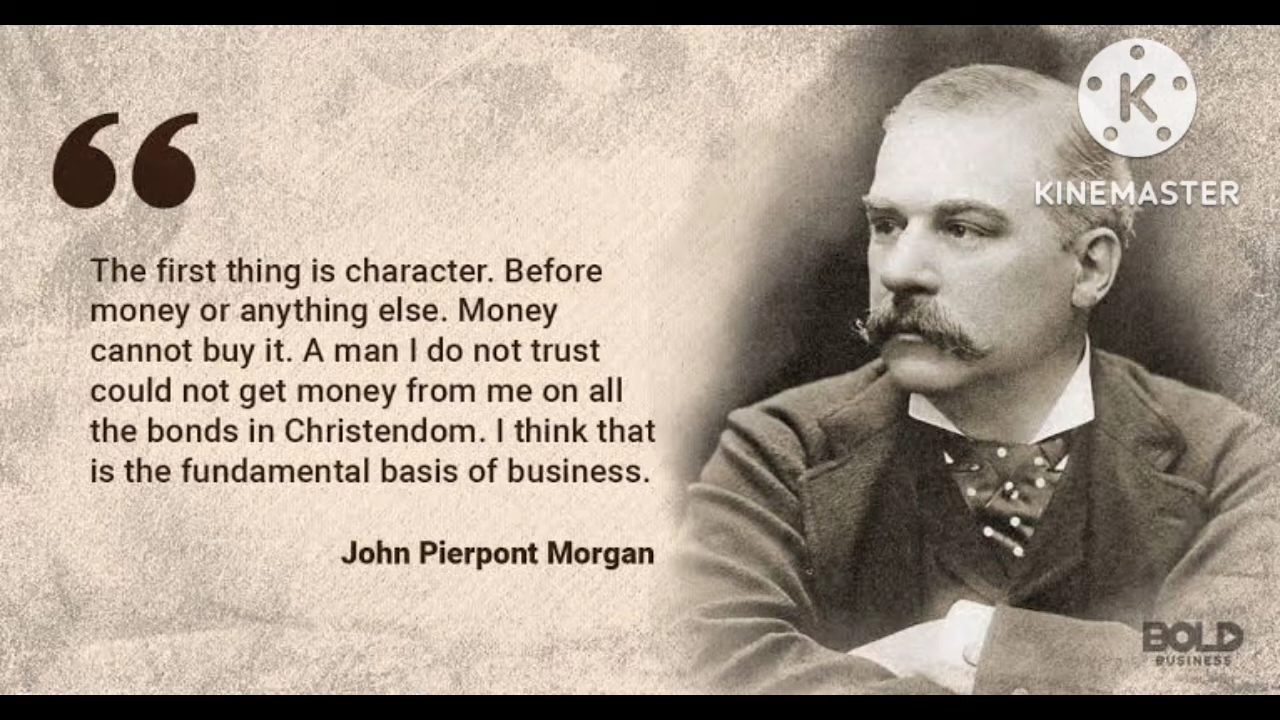 K
KINEMASTER
“
The first thing is character. Before
money or anything else. Money
cannot buy it. A man I do not trust
could not get money from me on all
the bonds in Christendom. I think that
is the fundamental basis of business.
John Pierpont Morgan
BOLD
BUSINESS